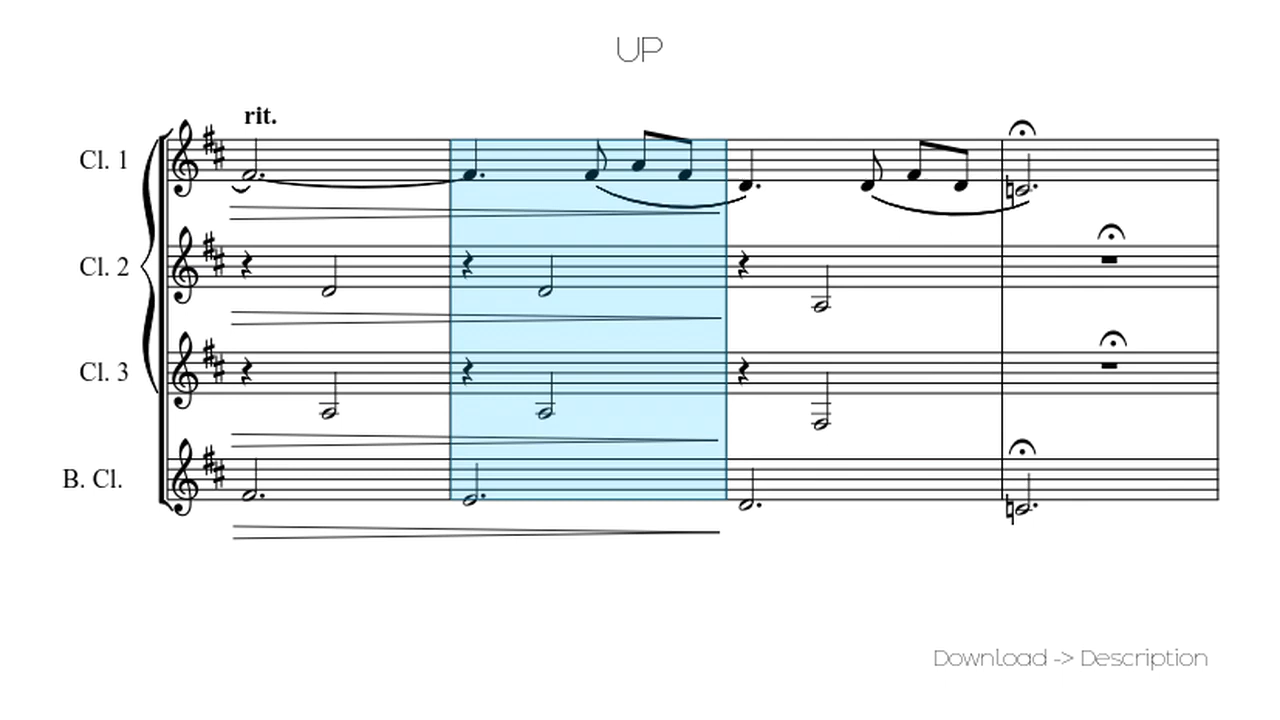 UP
rit.
Cl. 1
Cl. 2
Cl. 3
B. Cl.
Download -> Description